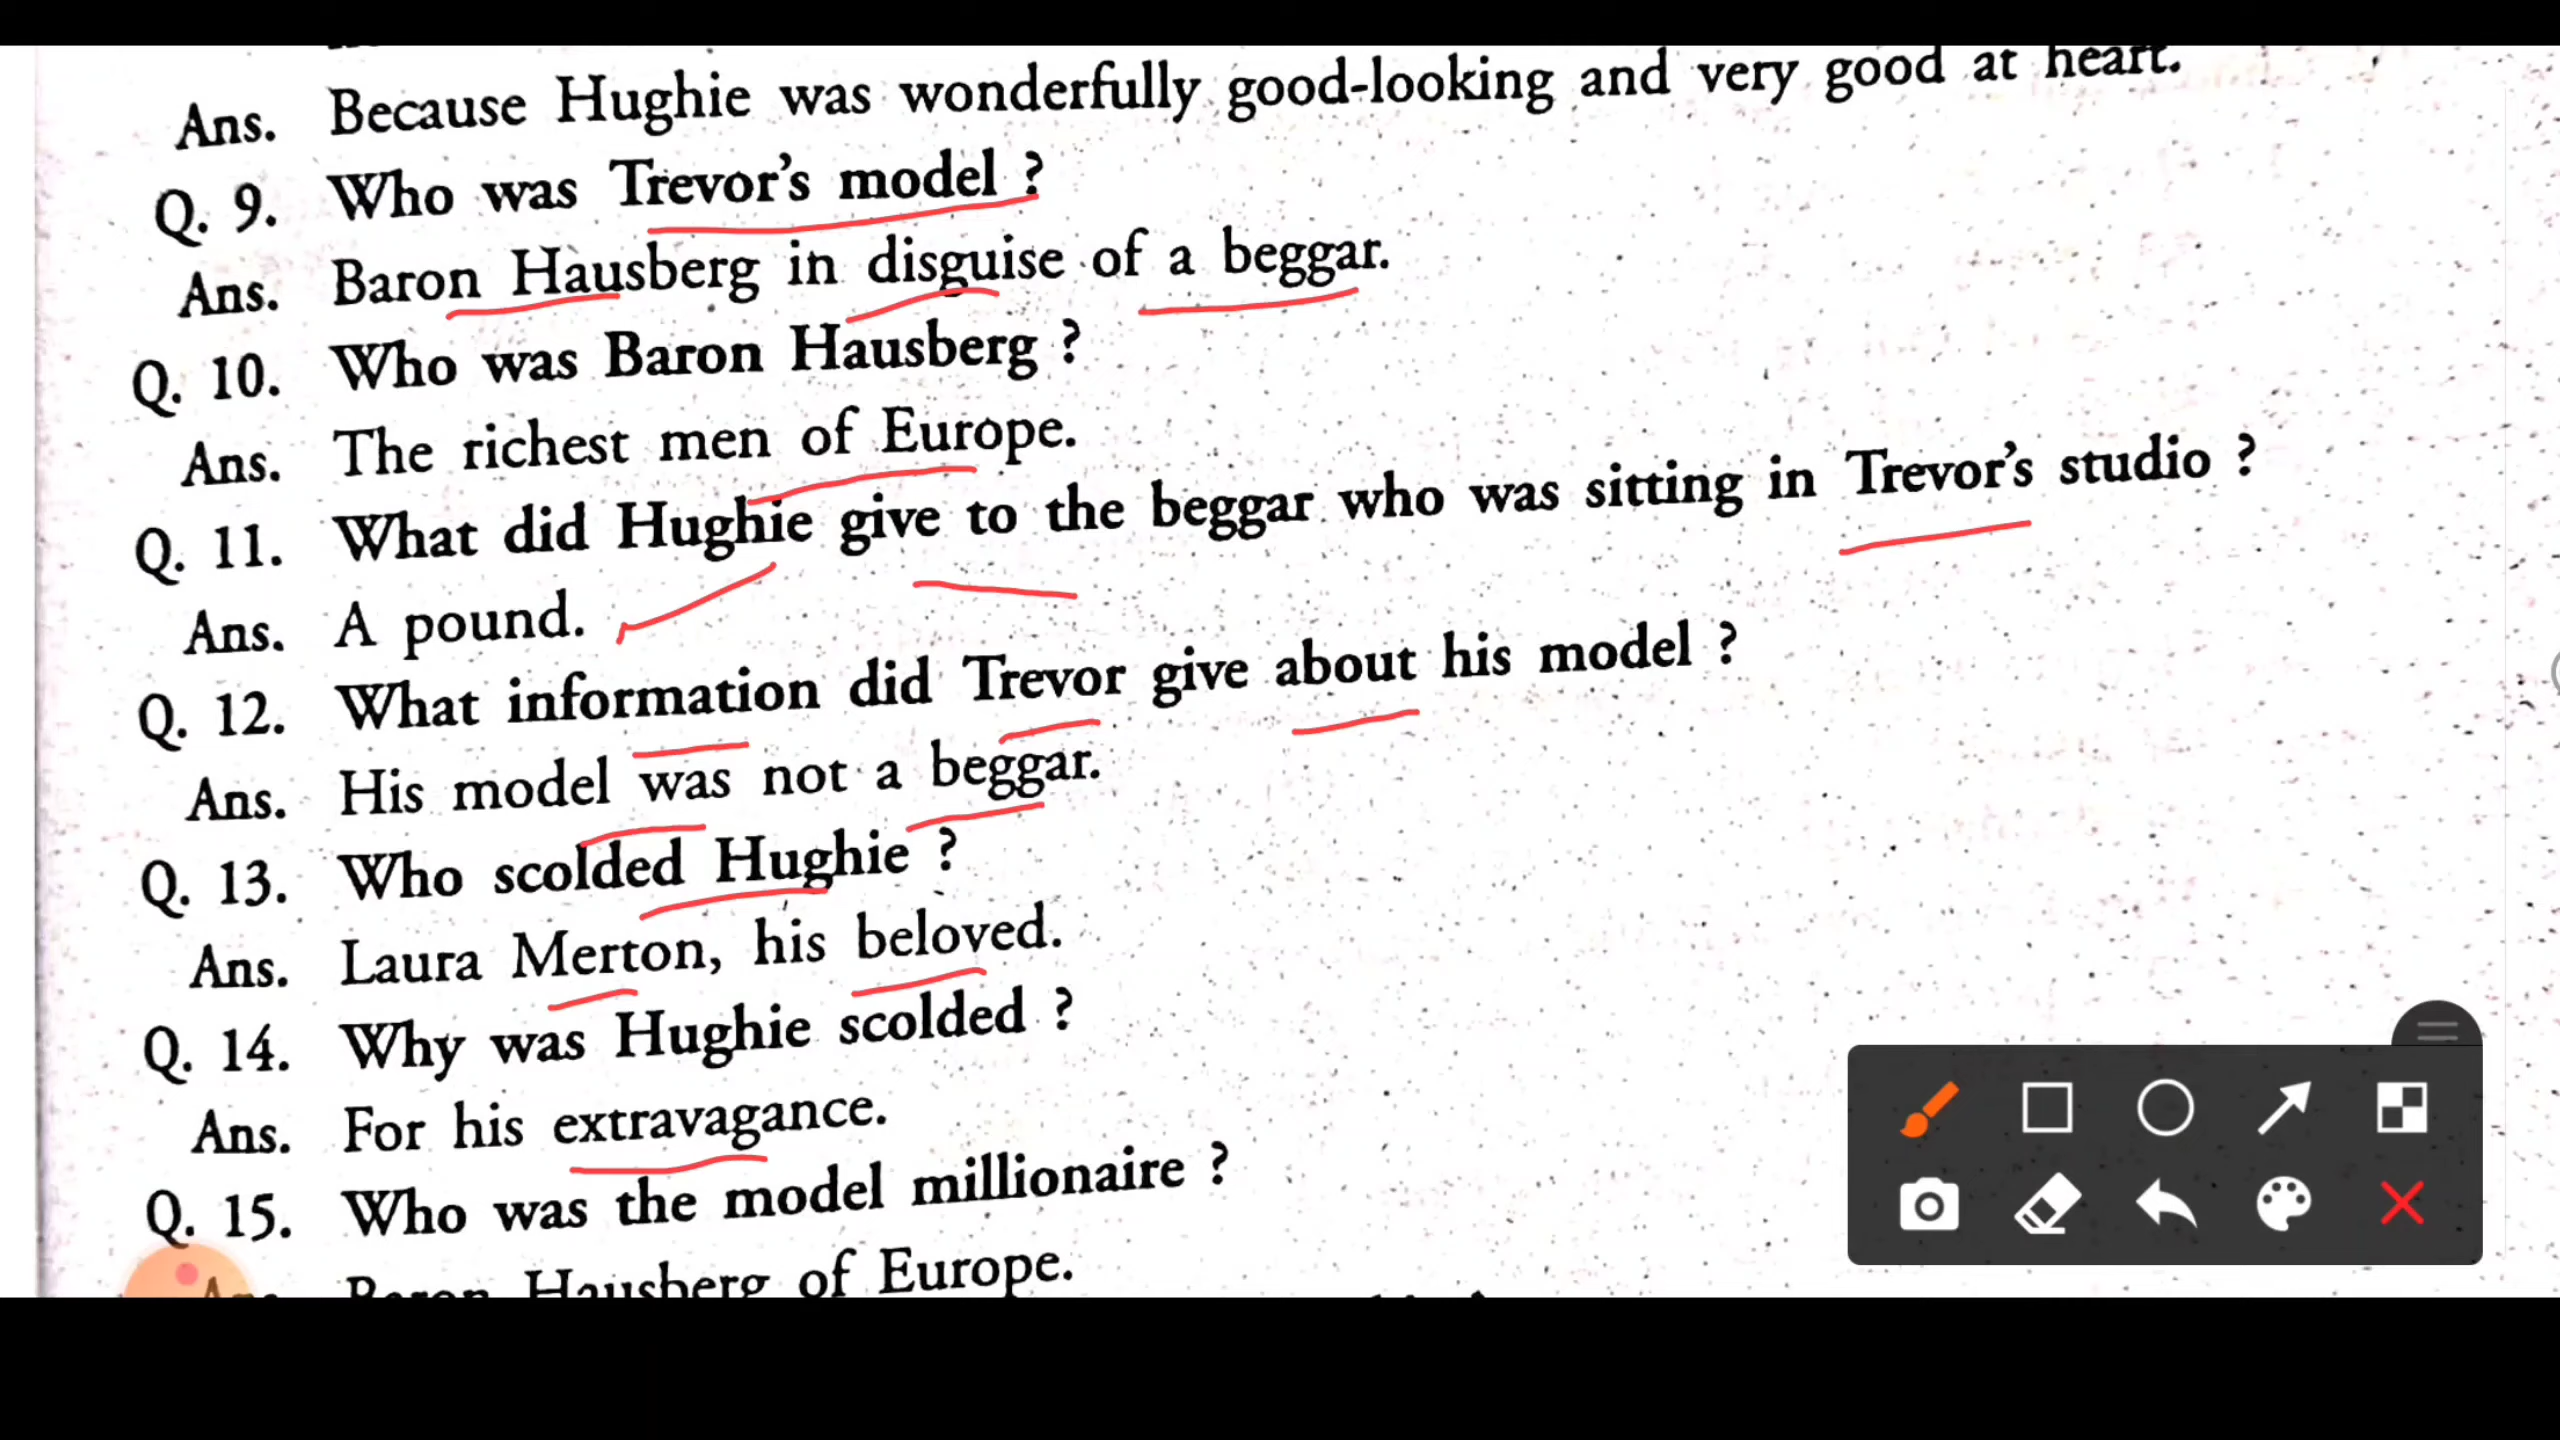 Ans. Because Hughie was wonderfully good-looking and very good at heart.
Q. 9. Who was Trevor's model ?
Ans. Baron Hausberg in disguise of a beggar.
Q. 10. Who was Baron Hausberg ?
Ans. The richest men of Europe.
Q. 11. What did Hughie give to the beggar who was sitting in Trevor's studio ?
Ans. A pound.
Q. 12. What information did Trevor give about his model ?
Ans. His model was not a beggar.
Q. 13. Who scolded Hughie ?
Ans. Laura Merton, his beloved.
Q. 14. Why was Hughie scolded ?
Ans. For his extravagance.
Q. 15. Who was the model millionaire ?
Baron Hausberg of Europe.